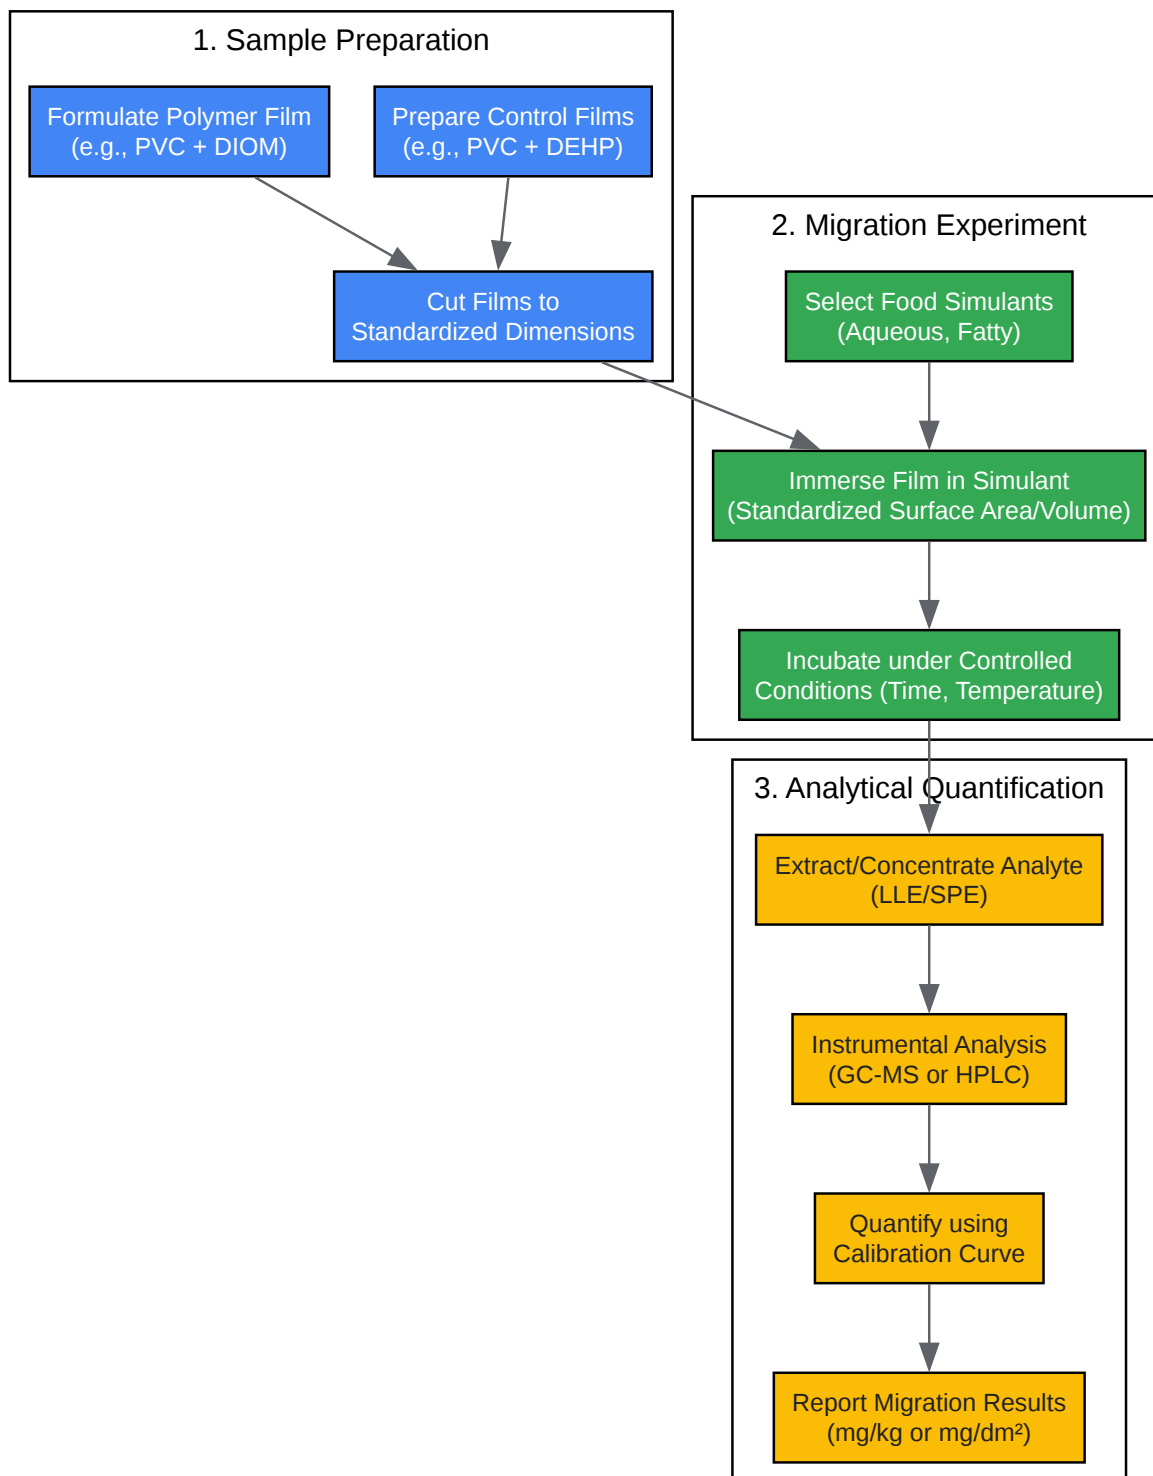 1. Sample Preparation
Formulate Polymer Film
(e.g., PVC + DIOM)
Prepare Control Films
(e.g., PVC + DEHP)
Cut Films to
Standardized Dimensions
2. Migration Experiment
Select Food Simulants
(Aqueous, Fatty)
Immerse Film in Simulant
(Standardized Surface Area/Volume)
Incubate under Controlled
Conditions (Time, Temperature)
3. Analytical Quantification
Extract/Concentrate Analyte
(LLE/SPE)
Instrumental Analysis
(GC-MS or HPLC)
Quantify using
Calibration Curve
Report Migration Results
(mg/kg or mg/dm²)